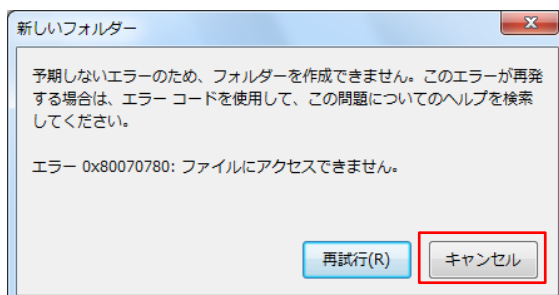 新しいフォルダー
予期しないエラーのため、フォルダーを作成できません。このエラーが再発
する場合は、エラー コードを使用して、この問題についてのヘルプを検索
してください。
エラー 0x80070780: ファイルにアクセスできません。
再試行(R) キャンセル